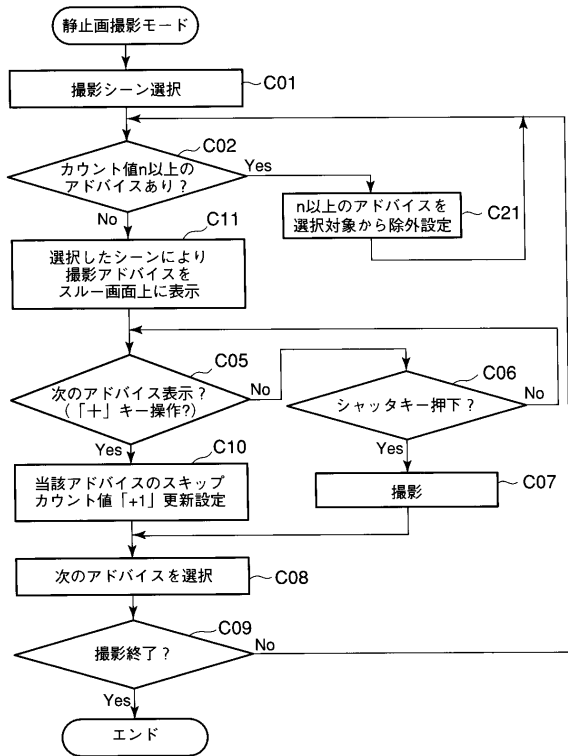 静止画撮影モード
撮影シーン選択
C01
C02
カウント値n以上の
アドバイスあり?
Yes
No
n以上のアドバイスを
選択対象から除外設定
C21
C11
選択したシーンにより
撮影アドバイスを
スルー画面上に表示
C05
次のアドバイス表示?
(「+」キー操作?)
No
Yes
C06
シャッタキー押下?
No
Yes
C10
当該アドバイスのスキップ
カウント値「+1」更新設定
撮影
C07
次のアドバイスを選択
C08
C09
撮影終了?
No
Yes
エンド